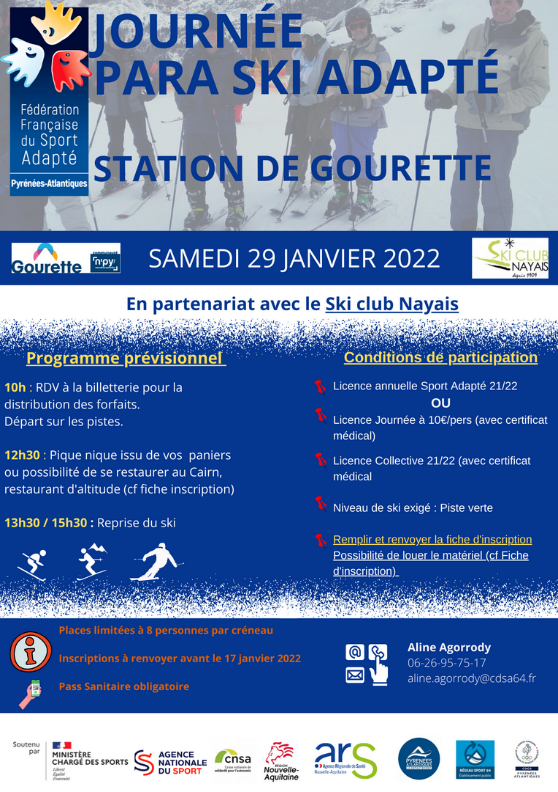 JOURNÉE
PARA SKI ADAPTÉ
Fédération
Française
du Sport
Adapté
Pyrénées-Atlantiques
STATION DE GOURETTE
Gourette
n'py
SAMEDI 29 JANVIER 2022
SKI CLUB
NAYAIS
depuis 1909
En partenariat avec le Ski club Nayais
Programme prévisionnel
10h : RDV à la billetterie pour la
distribution des forfaits.
Départ sur les pistes.
12h30 : Pique nique issu de vos paniers
ou possibilité de se restaurer au Cairn,
restaurant d'altitude (cf fiche inscription)
13h30 / 15h30 : Reprise du ski
Conditions de participation
Licence annuelle Sport Adapté 21/22
OU
Licence Journée à 10€/pers (avec certificat
médical)
Licence Collective 21/22 (avec certificat
médical
Niveau de ski exigé : Piste verte
Remplir et renvoyer la fiche d'inscription
Possibilité de louer le matériel (cf Fiche
d'inscription)
Places limitées à 8 personnes par créneau
Inscriptions à renvoyer avant le 17 janvier 2022
Pass Sanitaire obligatoire
Aline Agorrody
06-26-95-75-17
aline.agorrody@cdsa64.fr
Soutenu
par
MINISTÈRE
CHARGÉ DES SPORTS
Liberté
Égalité
Fraternité
AGENCE
NATIONALE
DU SPORT
cnsa
RÉGION
Nouvelle-
Aquitaine
ars
Agence Régionale de Santé
Nouvelle-Aquitaine
PYRÉNÉES
ATLANTIQUES
RÉSEAU SPORT 64
CDOS